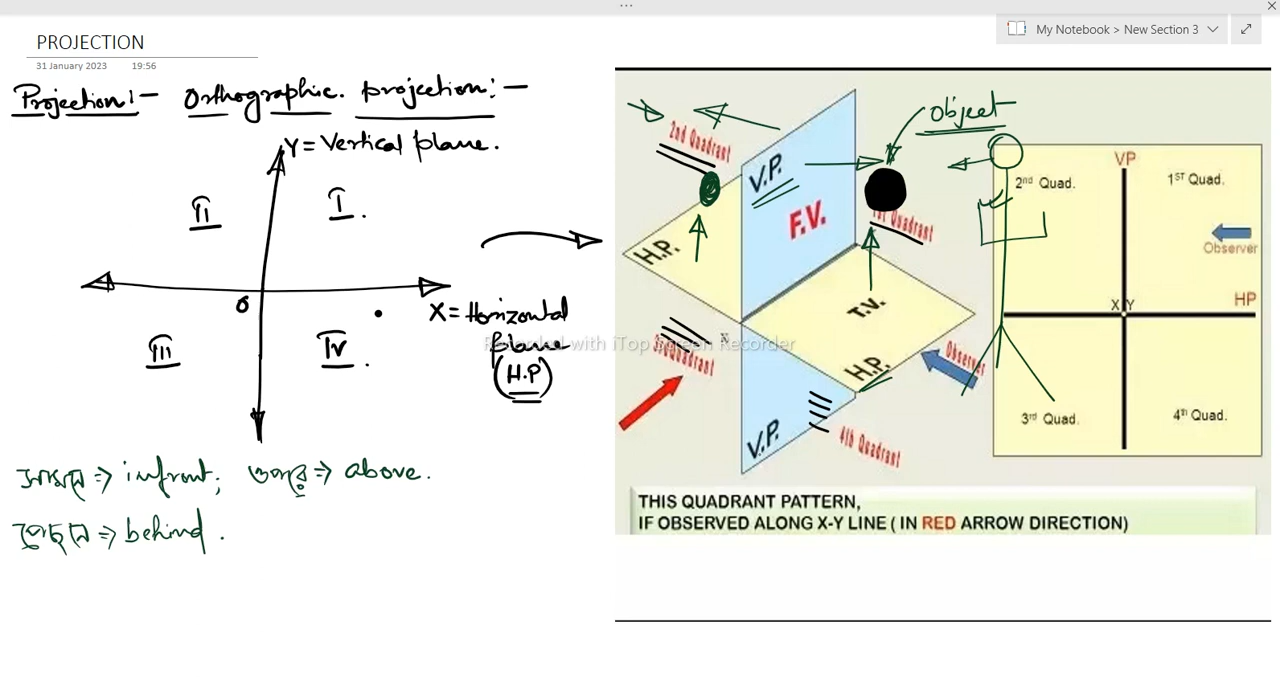 My Notebook > New Section 3
PROJECTION
31 January 2023 19:56
Projection :- Orthographic. projection :-
Y = Vertical plane.
II
I.
O
X = Horizontal
plane
(H.P)
III
IV.
সামনে => infront; ওপরে => above.
পেছনে => behind.
Object
2nd Quadrant
V.P.
F.V.
1st Quadrant
H.P.
T.V.
3rd Quadrant
H.P.
Observer
V.P.
4th Quadrant
VP
2nd Quad.
1ST Quad.
Observer
X Y
HP
3rd Quad.
4th Quad.
Recorded with iTop Screen Recorder
THIS QUADRANT PATTERN,
IF OBSERVED ALONG X-Y LINE ( IN RED ARROW DIRECTION)